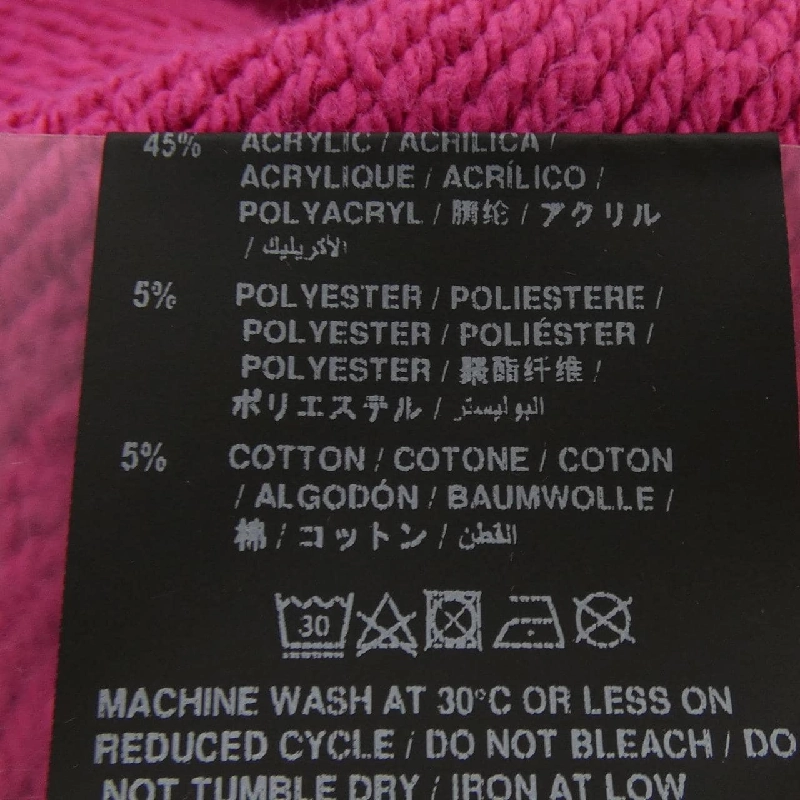 45% ACRYLIC / ACRILICA /
ACRYLIQUE / ACRÍLICO /
POLYACRYL / 腈纶 / アクリル
/ الأكريليك
5% POLYESTER / POLIESTERE /
POLYESTER / POLIÉSTER /
POLYESTER / 聚酯纤维 /
ポリエステル / البوليستر
5% COTTON / COTONE / COTON
/ ALGODÓN / BAUMWOLLE /
棉 / コットン / القطن
30
MACHINE WASH AT 30°C OR LESS ON
REDUCED CYCLE / DO NOT BLEACH / DO
NOT TUMBLE DRY / IRON AT LOW